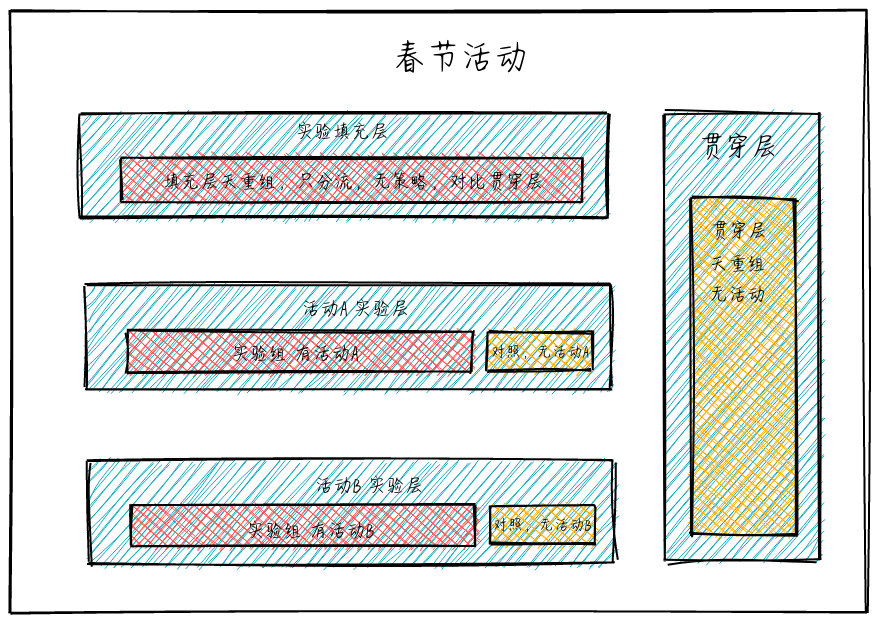 春节活动
实验填充层
填充层天重组，只分流，无策略，对比贯穿层
活动A 实验层
实验组 有活动A
对照，无活动A
活动B 实验层
实验组 有活动B
对照，无活动B
贯穿层
贯穿层
天重组
无活动